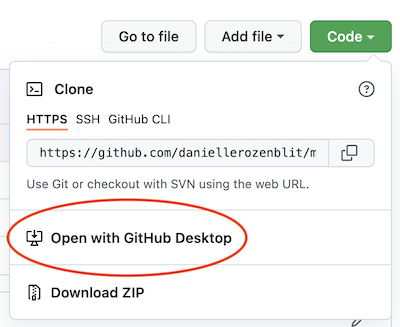 Go to file
Add file
Code
Clone
HTTPS SSH GitHub CLI
https://github.com/daniellerozenblit/m
Use Git or checkout with SVN using the web URL.
Open with GitHub Desktop
Download ZIP